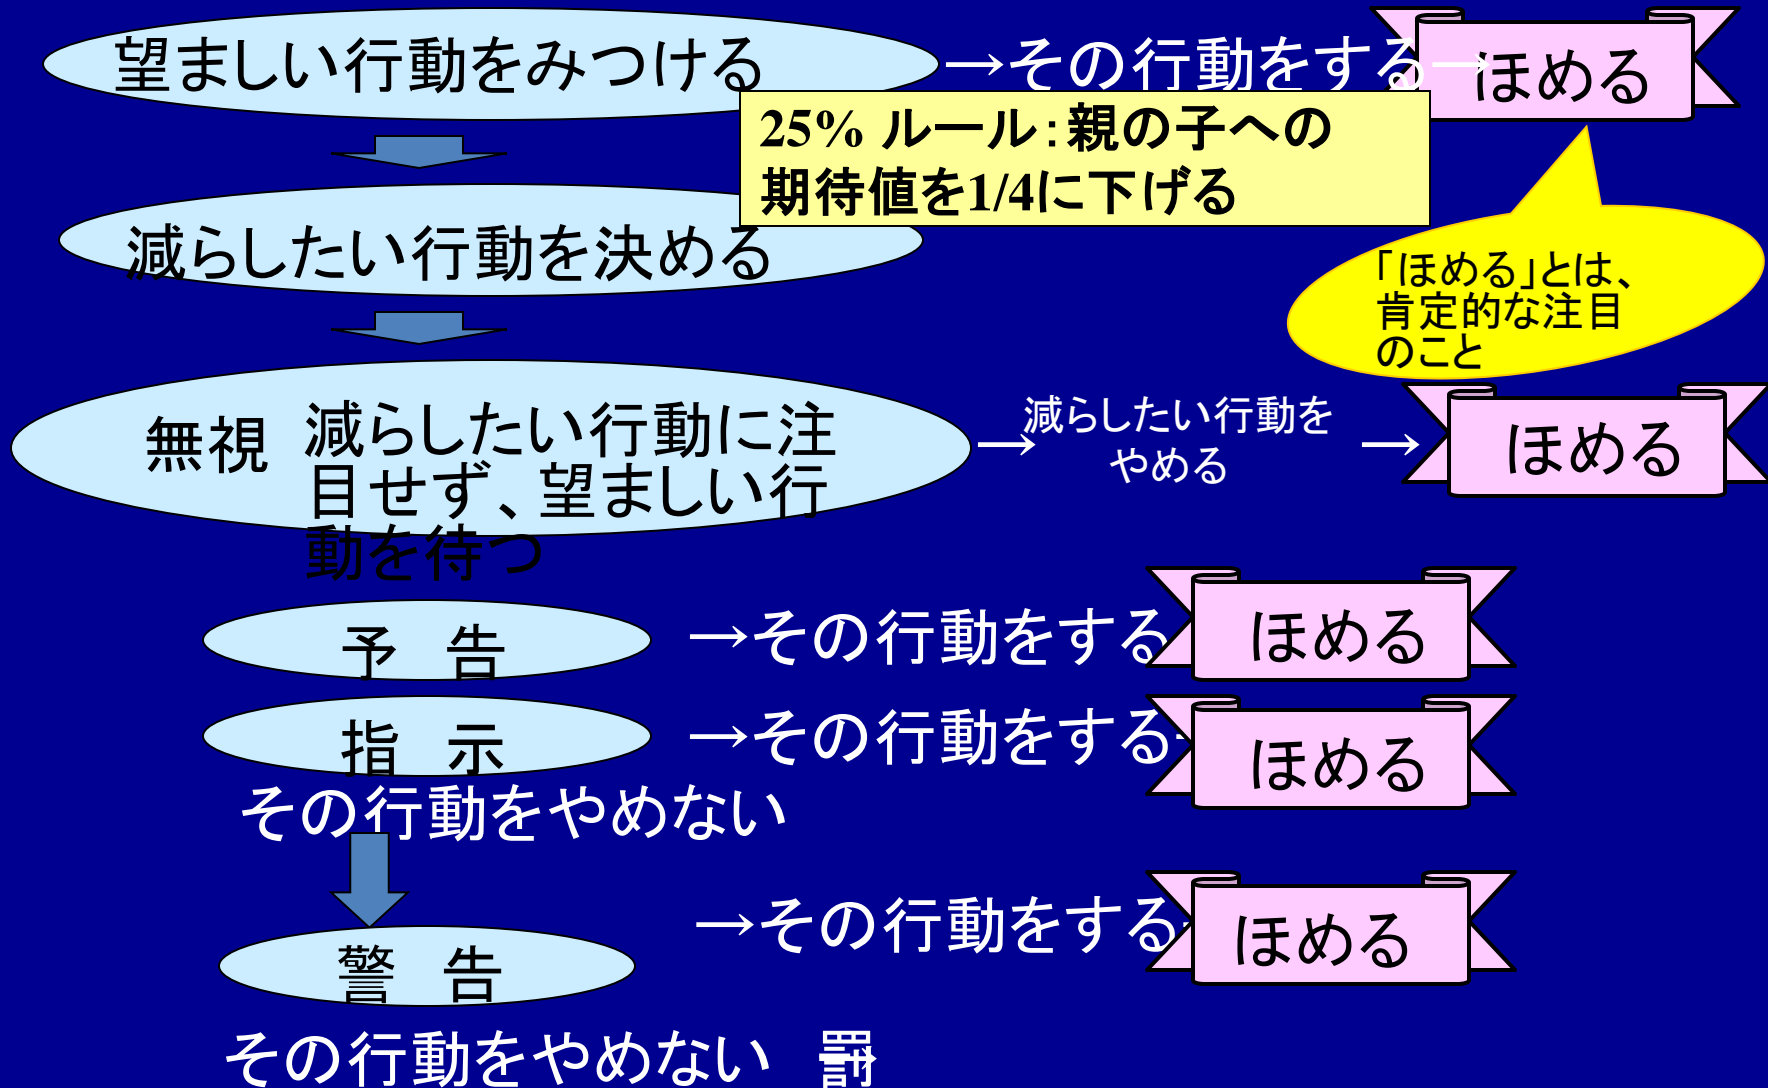 望ましい行動をみつける
→その行動をする→
ほめる
25% ルール：親の子への
期待値を1/4に下げる
減らしたい行動を決める
「ほめる」とは、
肯定的な注目
のこと
無視
減らしたい行動に注
目せず、望ましい行
動を待つ
→
減らしたい行動を
やめる
→
ほめる
予　告
→その行動をする
ほめる
指　示
→その行動をする
ほめる
その行動をやめない
→その行動をする
ほめる
警　告
その行動をやめない　罰
→